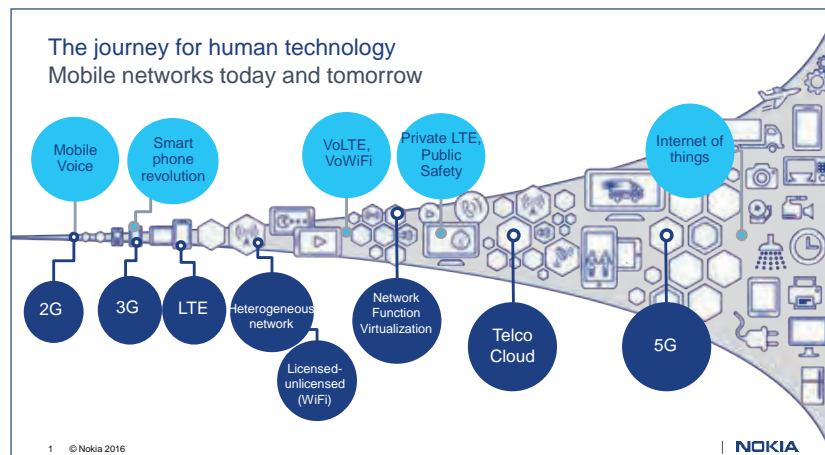 The journey for human technology
Mobile networks today and tomorrow
Mobile
Voice
Smart
phone
revolution
VoLTE,
VoWiFi
Private LTE,
Public
Safety
Internet of
things
2G
3G
LTE
Heterogeneous
network
Licensed-
unlicensed
(WiFi)
Network
Function
Virtualization
Telco
Cloud
5G
1 © Nokia 2016
NOKIA